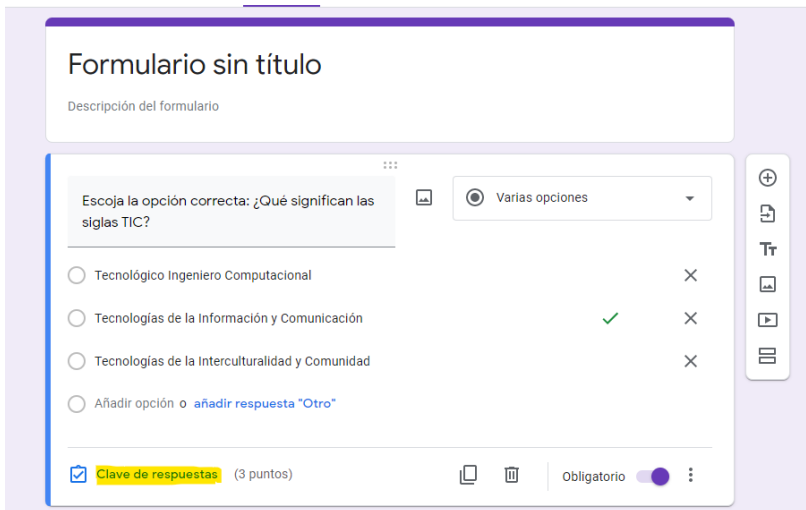 Formulario sin título
Descripción del formulario
Escoja la opción correcta: ¿Qué significan las
siglas TIC?
Varias opciones
Tecnológico Ingeniero Computacional
Tecnologías de la Información y Comunicación
Tecnologías de la Interculturalidad y Comunidad
Añadir opción o añadir respuesta "Otro"
Clave de respuestas (3 puntos) Obligatorio